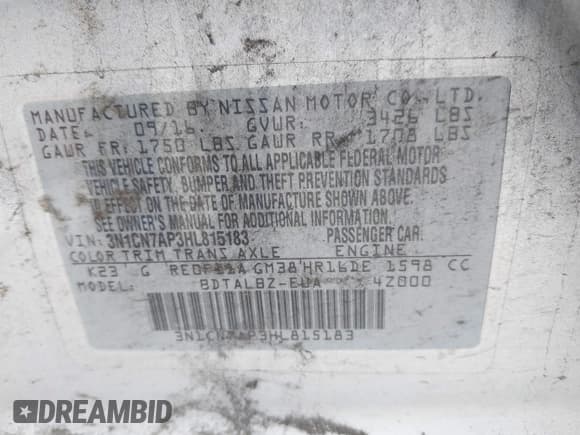 MANUFACTURED BY NISSAN MOTOR CO., LTD.
DATE: 09/16 GVWR: 3426 LBS
GAWR FR: 1750 LBS GAWR RR: 1708 LBS
THIS VEHICLE CONFORMS TO ALL APPLICABLE FEDERAL MOTOR
VEHICLE SAFETY, BUMPER, AND THEFT PREVENTION STANDARDS
IN EFFECT ON THE DATE OF MANUFACTURE SHOWN ABOVE.
SEE OWNER'S MANUAL FOR ADDITIONAL INFORMATION.
VIN: 3N1CN7AP3HL815183 PASSENGER CAR.
COLOR TRIM TRANS AXLE ENGINE
K23 G GM38 HR16DE 1598 CC
MODEL: 4Z000
3N1CN7AP3HL815183
DREAMBID